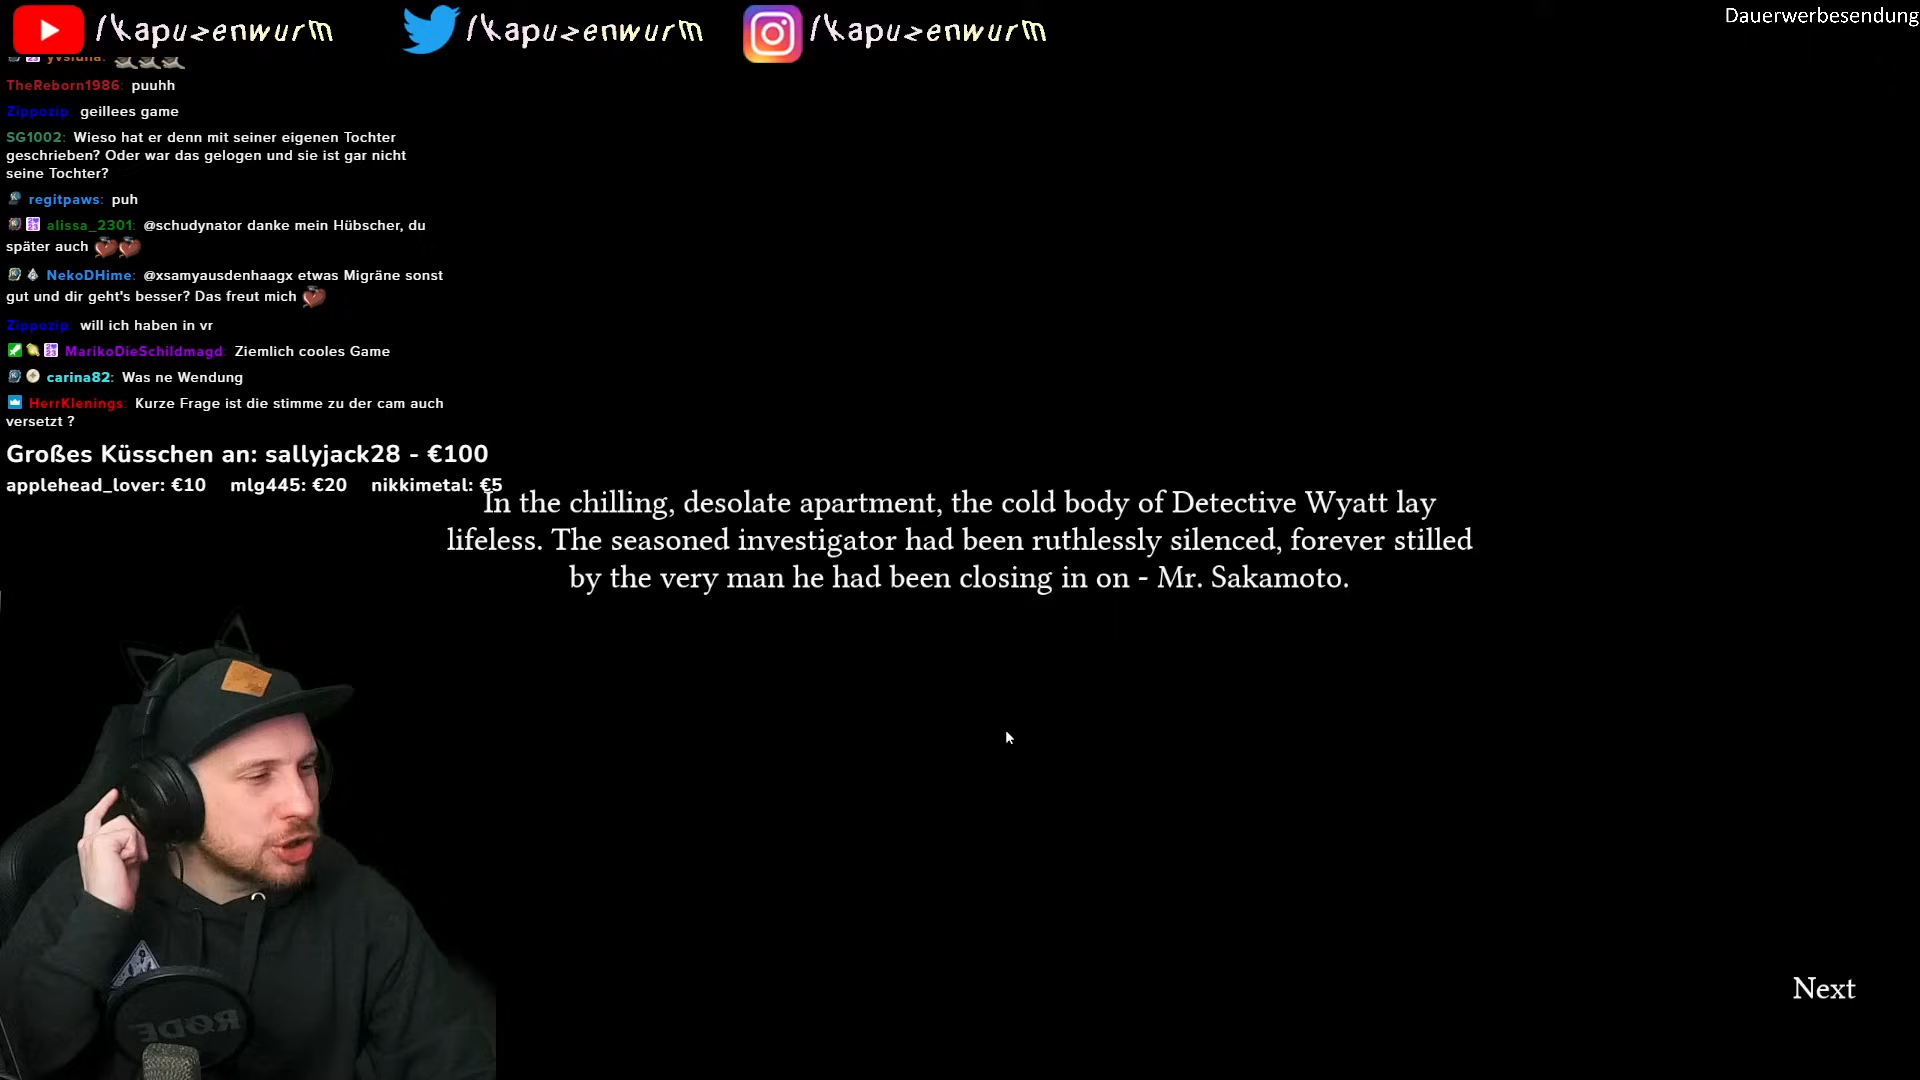 /kapuzenwurm /kapuzenwurm /kapuzenwurm Dauerwerbesendung
yvsiuna:
TheReborn1986: puuhh
Zippozip: geillees game
SG1002: Wieso hat er denn mit seiner eigenen Tochter
geschrieben? Oder war das gelogen und sie ist gar nicht
seine Tochter?
regitpaws: puh
alissa_2301: @schudynator danke mein Hübscher, du
später auch
NekoDHime: @xsamyausdenhaagx etwas Migräne sonst
gut und dir geht's besser? Das freut mich
Zippozip: will ich haben in vr
MarikoDieSchildmagd: Ziemlich cooles Game
carina82: Was ne Wendung
HerrKlenings: Kurze Frage ist die stimme zu der cam auch
versetzt ?
Großes Küsschen an: sallyjack28 - €100
applehead_lover: €10 mlg445: €20 nikkimetal: €5
In the chilling, desolate apartment, the cold body of Detective Wyatt lay
lifeless. The seasoned investigator had been ruthlessly silenced, forever stilled
by the very man he had been closing in on - Mr. Sakamoto.
Next
RØDE